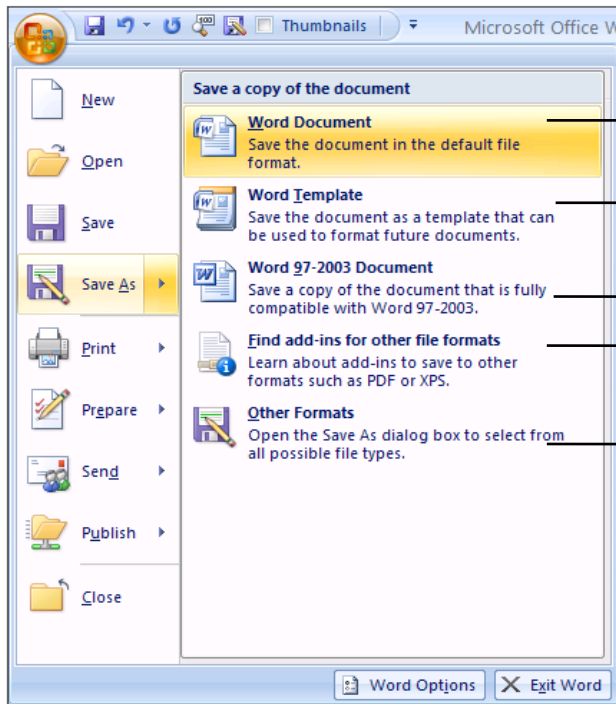 100
Thumbnails
Microsoft Office W
New
Open
Save
Save As
Print
Prepare
Send
Publish
Close
Save a copy of the document
Word Document
Save the document in the default file
format.
Word Template
Save the document as a template that can
be used to format future documents.
Word 97-2003 Document
Save a copy of the document that is fully
compatible with Word 97-2003.
Find add-ins for other file formats
Learn about add-ins to save to other
formats such as PDF or XPS.
Other Formats
Open the Save As dialog box to select from
all possible file types.
Word Options
Exit Word